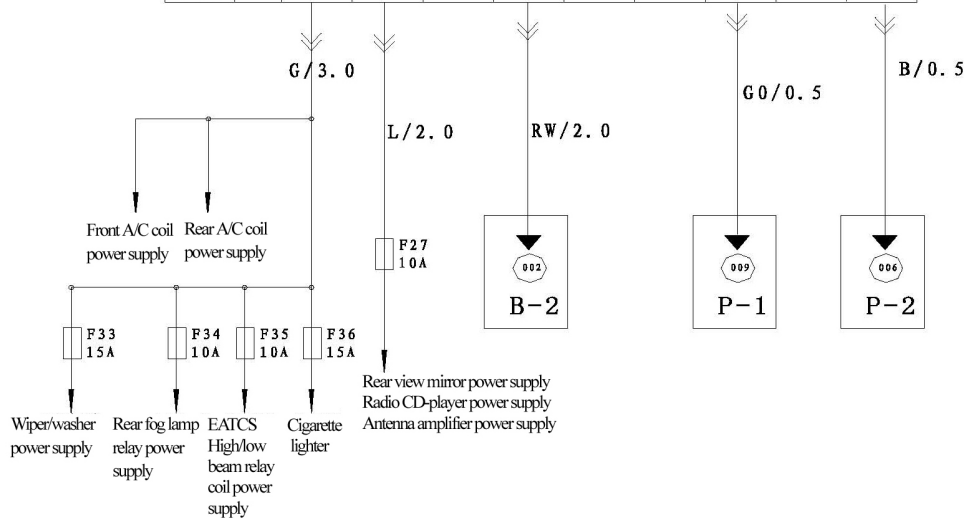 G/3.0
B/0.5
GO/0.5
L/2.0
RW/2.0
Front A/C coil
power supply
Rear A/C coil
power supply
F27
10A
002
B-2
009
P-1
006
P-2
F33
15A
F34
10A
F35
10A
F36
15A
Rear view mirror power supply
Radio CD-player power supply
Antenna amplifier power supply
Wiper/washer
power supply
Rear fog lamp
relay power
supply
EATCS
High/low
beam relay
coil power
supply
Cigarette
lighter